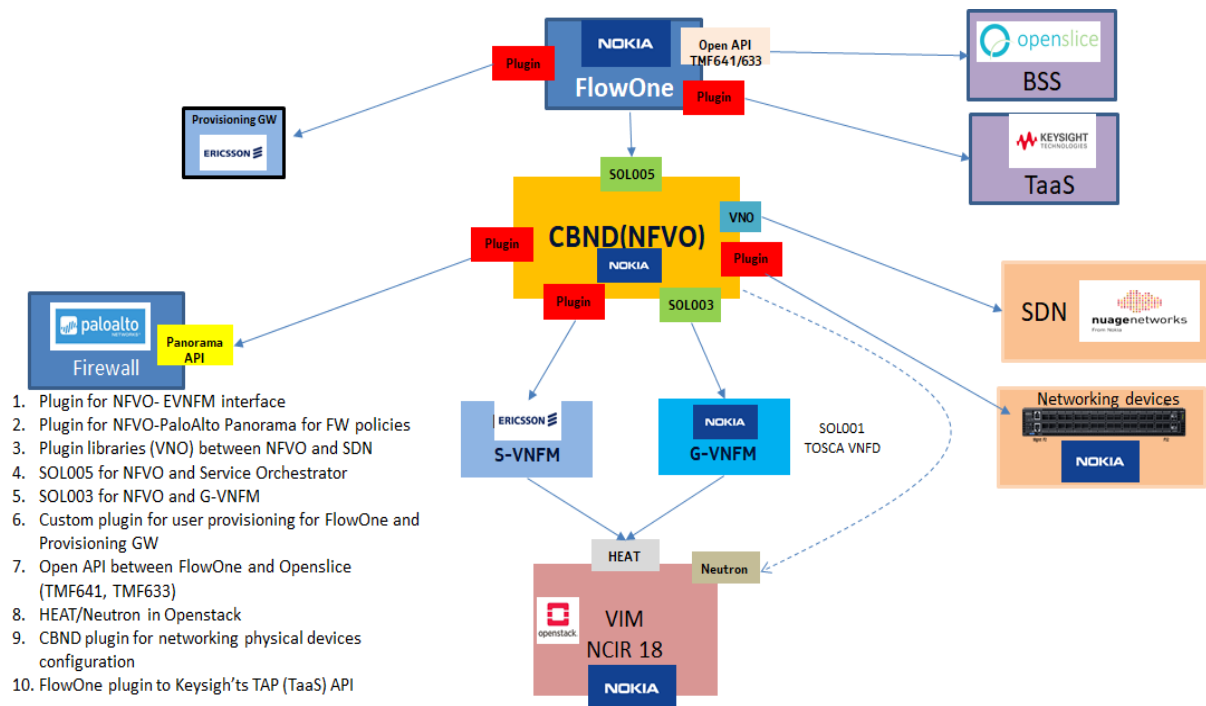 NOKIA
FlowOne
Open API
TMF641/633
Plugin
Plugin
openslice
BSS
Provisioning GW
ERICSSON
KEYSIGHT
TECHNOLOGIES
TaaS
SOL005
CBND(NFVO)
NOKIA
VNO
Plugin
Plugin
Plugin
SOL003
SDN
nuagenetworks
From Nokia
paloalto
NETWORKS
Firewall
Panorama
API
Networking devices
NOKIA
ERICSSON
S-VNFM
NOKIA
G-VNFM
SOL001
TOSCA VNFD
1. Plugin for NFVO- EVNFM interface
2. Plugin for NFVO-PaloAlto Panorama for FW policies
3. Plugin libraries (VNO) between NFVO and SDN
4. SOL005 for NFVO and Service Orchestrator
5. SOL003 for NFVO and G-VNFM
6. Custom plugin for user provisioning for FlowOne and
Provisioning GW
7. Open API between FlowOne and Openslice
(TMF641, TMF633)
8. HEAT/Neutron in Openstack
9. CBND plugin for networking physical devices
configuration
10. FlowOne plugin to Keysigh'ts TAP (TaaS) API
HEAT
Neutron
openstack.
VIM
NCIR 18
NOKIA